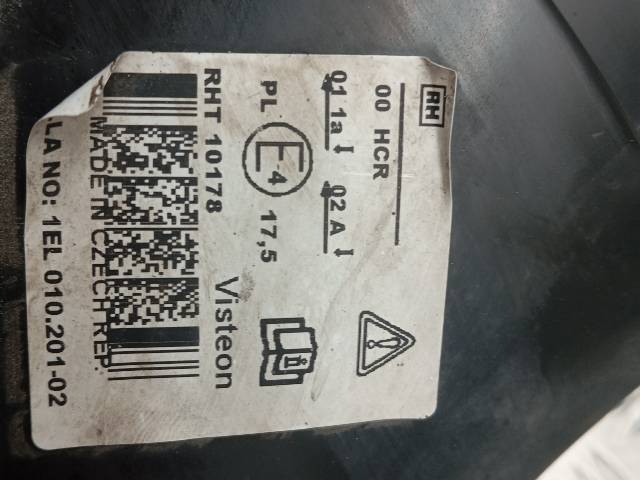 RH
00 HCR
01 1a 02 A
PL E4 17,5
RHT 10178 Visteon
MADE IN CZECH REP.
LA NO: 1EL 010.201-02